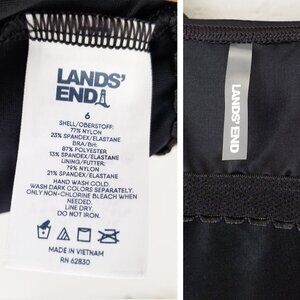 LANDS'
END
6
SHELL/OBERSTOFF:
77% NYLON
23% SPANDEX/ELASTANE
BRA/BH:
87% POLYESTER
13% SPANDEX/ELASTANE
LINING/FUTTER:
79% NYLON
21% SPANDEX/ELASTANE
HAND WASH COLD.
WASH DARK COLORS SEPARATELY.
ONLY NON-CHLORINE BLEACH WHEN
NEEDED.
LINE DRY.
DO NOT IRON.
MADE IN VIETNAM
RN 62830
LANDS' END